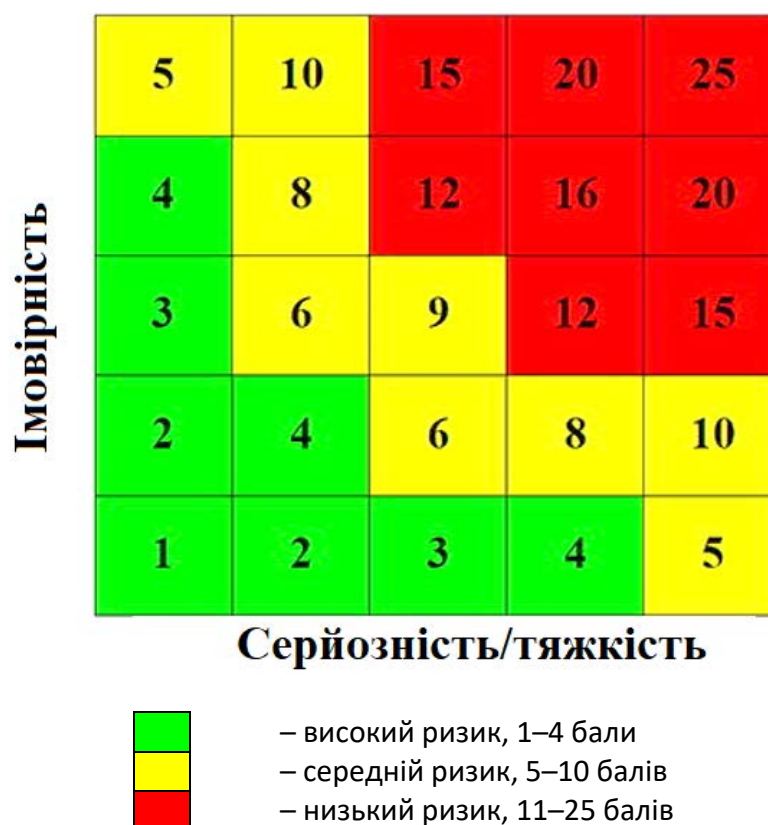 5 10 15 20 25
4 8 12 16 20
3 6 9 12 15
2 4 6 8 10
1 2 3 4 5
Імовірність
Серйозність/тяжкість
– високий ризик, 1–4 бали
– середній ризик, 5–10 балів
– низький ризик, 11–25 балів